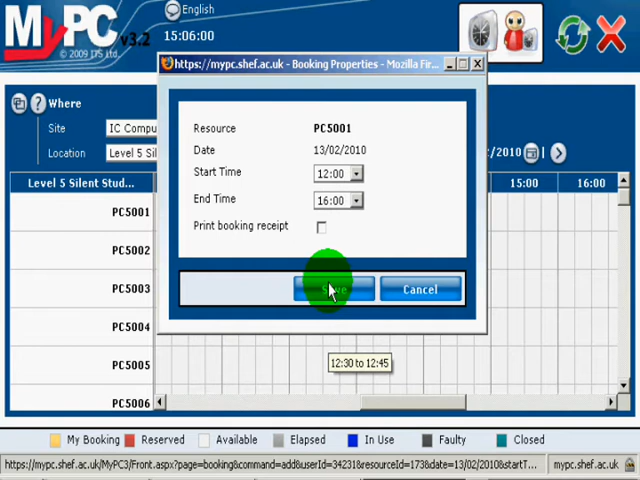 MyPC v3.2
© 2009 ITS Ltd.
English
15:06:00
https://mypc.shef.ac.uk - Booking Properties - Mozilla Fir...
Where
Site
IC Compu
Location
Level 5 Sil
/2010
Resource
PC5001
Date
13/02/2010
Start Time
12:00
End Time
16:00
Print booking receipt
Save
Cancel
Level 5 Silent Stud...
15:00
16:00
PC5001
PC5002
PC5003
PC5004
PC5005
PC5006
12:30 to 12:45
My Booking
Reserved
Available
Elapsed
In Use
Faulty
Closed
https://mypc.shef.ac.uk/MyPC3/Front.aspx?page=booking&command=add&userId=34231&resourceId=173&date=13/02/2010&startT...
mypc.shef.ac.uk